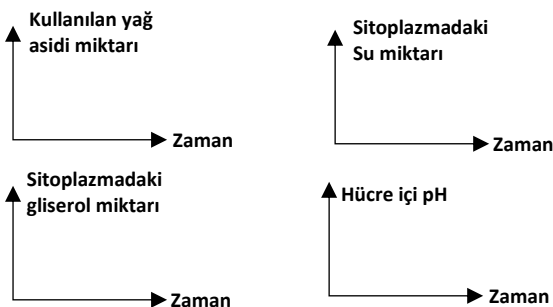 Kullanılan yağ
asidi miktarı
Zaman
Sitoplazmadaki
Su miktarı
Zaman
Sitoplazmadaki
gliserol miktarı
Zaman
Hücre içi pH
Zaman